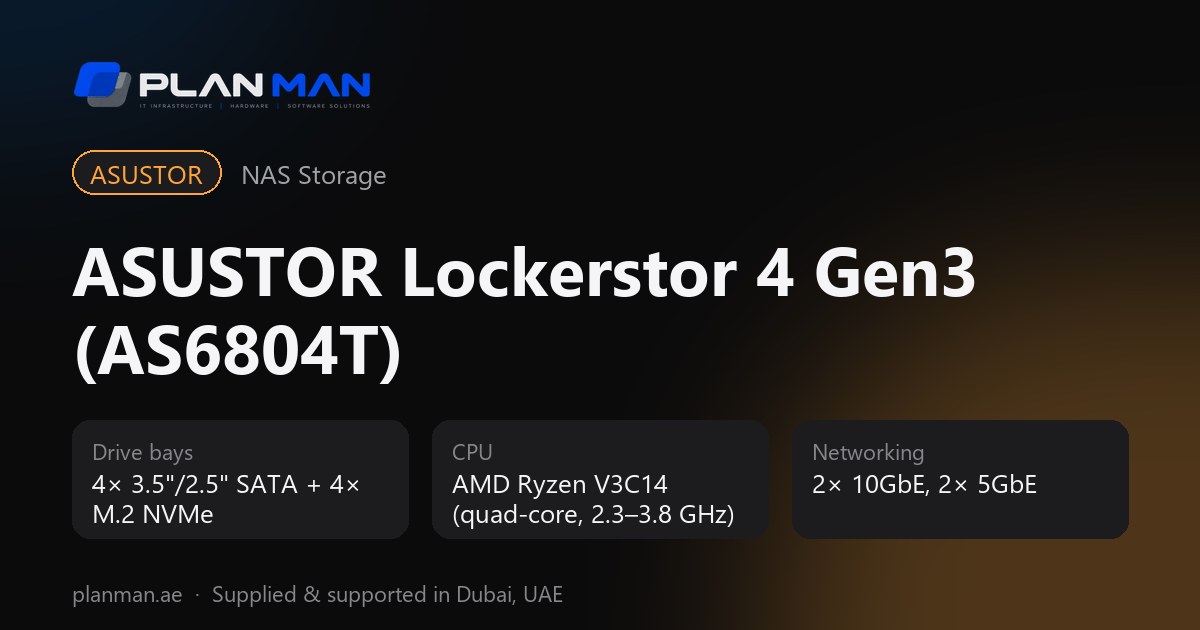 PLAN MAN
IT INFRASTRUCTURE | HARDWARE | SOFTWARE SOLUTIONS
ASUSTOR NAS Storage
ASUSTOR Lockerstor 4 Gen3
(AS6804T)
Drive bays
4× 3.5"/2.5" SATA + 4×
M.2 NVMe
CPU
AMD Ryzen V3C14
(quad-core, 2.3–3.8 GHz)
Networking
2× 10GbE, 2× 5GbE
planman.ae · Supplied & supported in Dubai, UAE